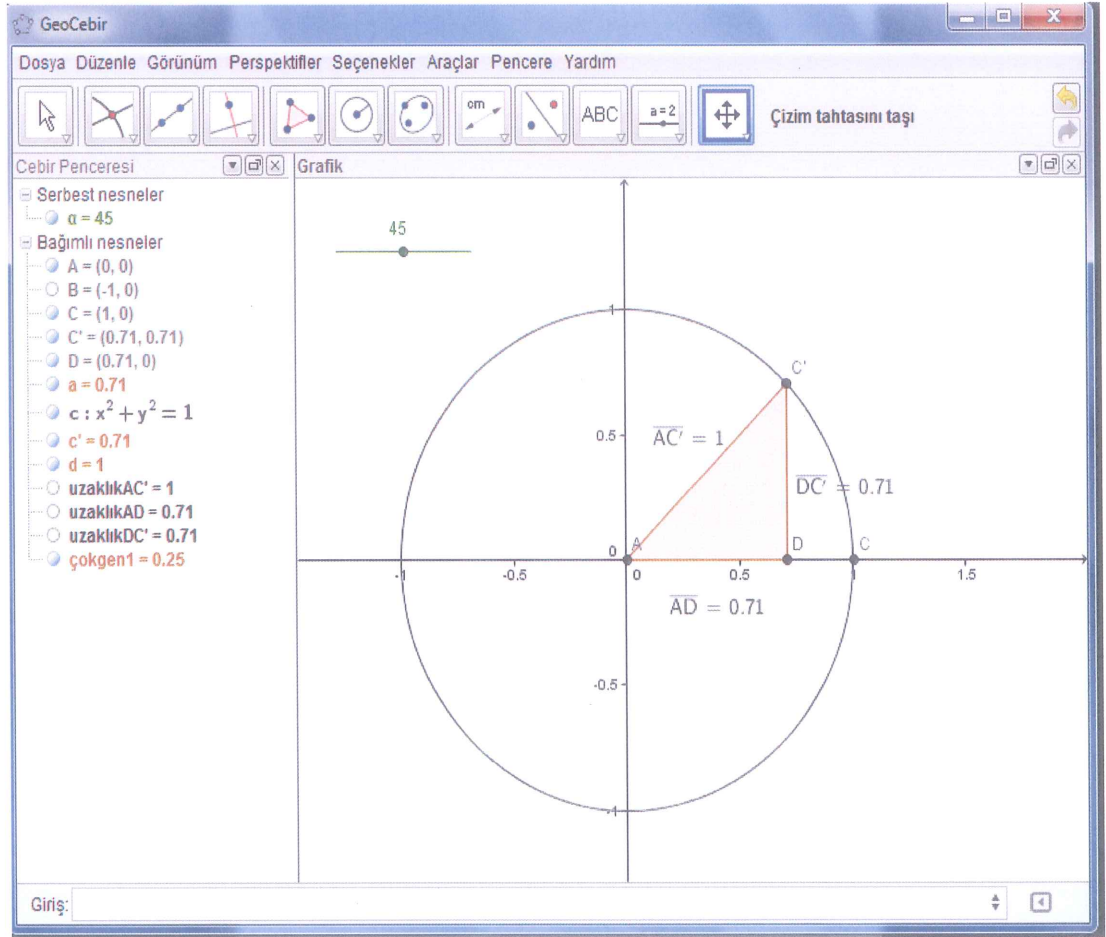 GeoCebir
Dosya Düzenle Görünüm Perspektifler Seçenekler Araçlar Pencere Yardım
cm
ABC
a=2
Çizim tahtasını taşı
Cebir Penceresi
Serbest nesneler
α = 45
Bağımlı nesneler
A = (0, 0)
B = (-1, 0)
C = (1, 0)
C' = (0.71, 0.71)
D = (0.71, 0)
a = 0.71
c : x² + y² = 1
c' = 0.71
d = 1
uzaklıkAC' = 1
uzaklıkAD = 0.71
uzaklıkDC' = 0.71
çokgen1 = 0.25
Grafik
45
1
C'
0.5
AC' = 1
DC' = 0.71
0
A
D
C
-1
-0.5
0
0.5
1
1.5
AD = 0.71
-0.5
-1
Giriş: